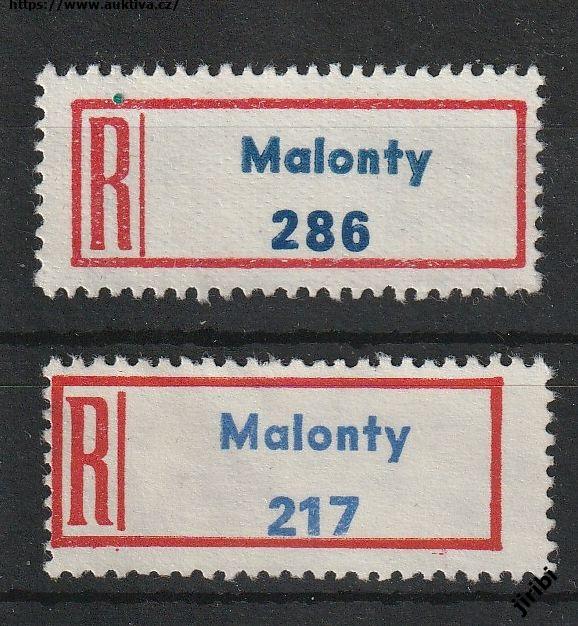 https://www.auktiva.cz/
R
Malonty
286
R
Malonty
217
jiribi